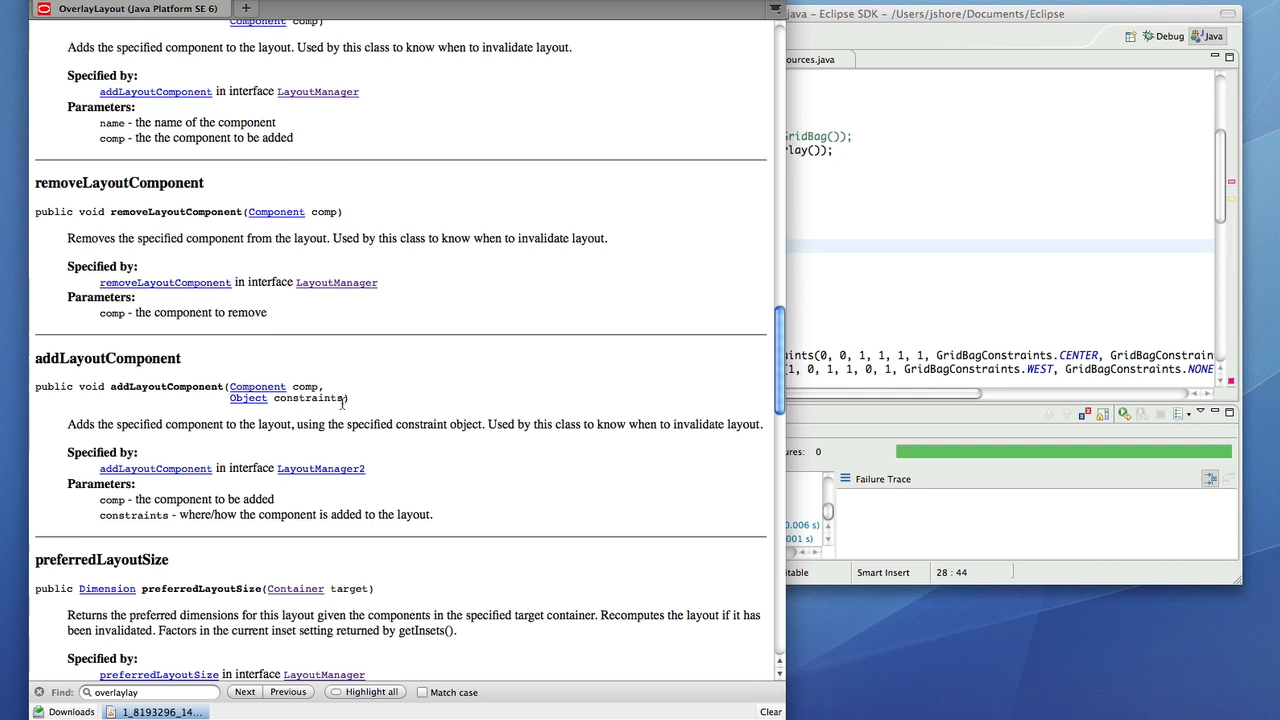 OverlayLayout (Java Platform SE 6)
+
java – Eclipse SDK – /Users/jshore/Documents/Eclipse
Debug
Java
ources.java
Component comp)
Adds the specified component to the layout. Used by this class to know when to invalidate layout.
Specified by:
addLayoutComponent in interface LayoutManager
Parameters:
name - the name of the component
comp - the the component to be added
removeLayoutComponent
public void removeLayoutComponent(Component comp)
Removes the specified component from the layout. Used by this class to know when to invalidate layout.
Specified by:
removeLayoutComponent in interface LayoutManager
Parameters:
comp - the component to remove
addLayoutComponent
public void addLayoutComponent(Component comp,
Object constraints)
Adds the specified component to the layout, using the specified constraint object. Used by this class to know when to invalidate layout.
Specified by:
addLayoutComponent in interface LayoutManager2
Parameters:
comp - the component to be added
constraints - where/how the component is added to the layout.
preferredLayoutSize
public Dimension preferredLayoutSize(Container target)
Returns the preferred dimensions for this layout given the components in the specified target container. Recomputes the layout if it has
been invalidated. Factors in the current inset setting returned by getInsets().
Specified by:
preferredLayoutSize in interface LayoutManager
Find: overlaylay Next Previous Highlight all Match case
Downloads 1_8193296_14... Clear
GridBag());
rlay());
aints(0, 0, 1, 1, 1, 1, GridBagConstraints.CENTER, GridBagConstrain
(1, 0, 1, 1, 0, 1, GridBagConstraints.WEST, GridBagConstraints.NONE
ures: 0
Failure Trace
0.006 s)
001 s)
itable Smart Insert 28 : 44